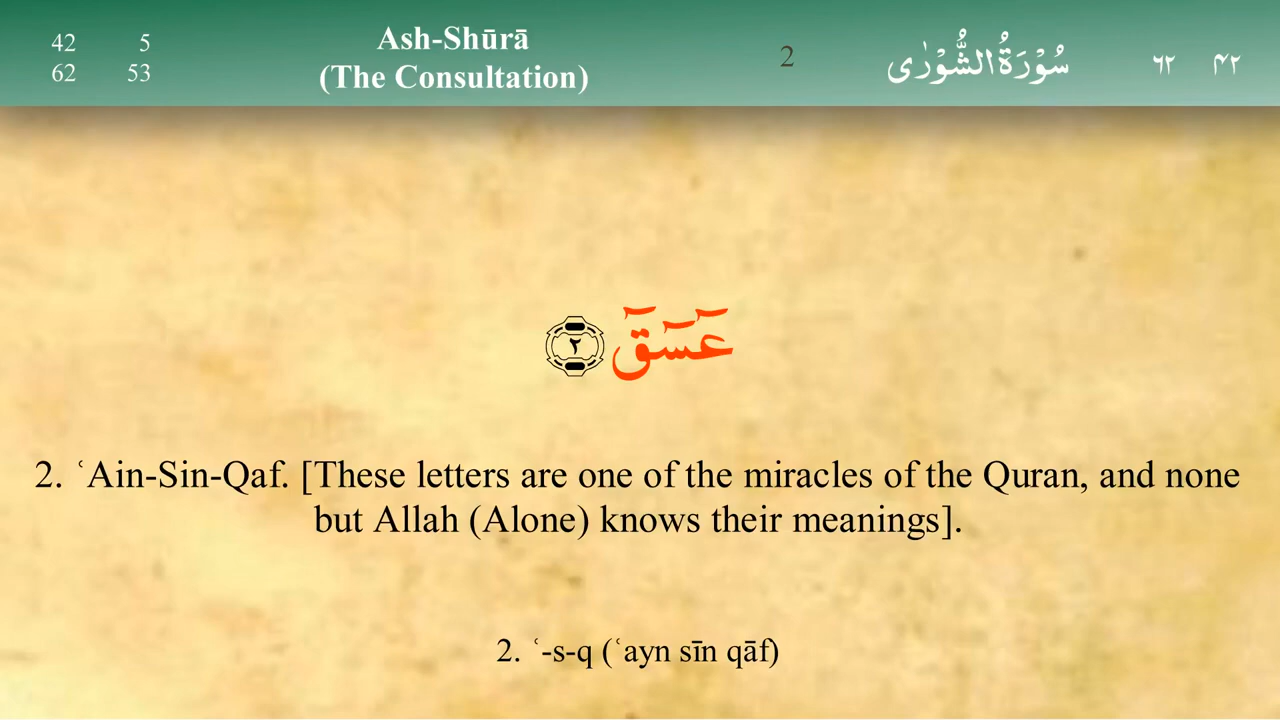 42 5
62 53
Ash-Shūrā
(The Consultation)
2
سُوْرَةُ الشُّوْرٰى
٦٢ ۴٢
عٓسٓقٓ ٢
2. ʿAin-Sin-Qaf. [These letters are one of the miracles of the Quran, and none
but Allah (Alone) knows their meanings].
2. ʿ-s-q (ʿayn sīn qāf)